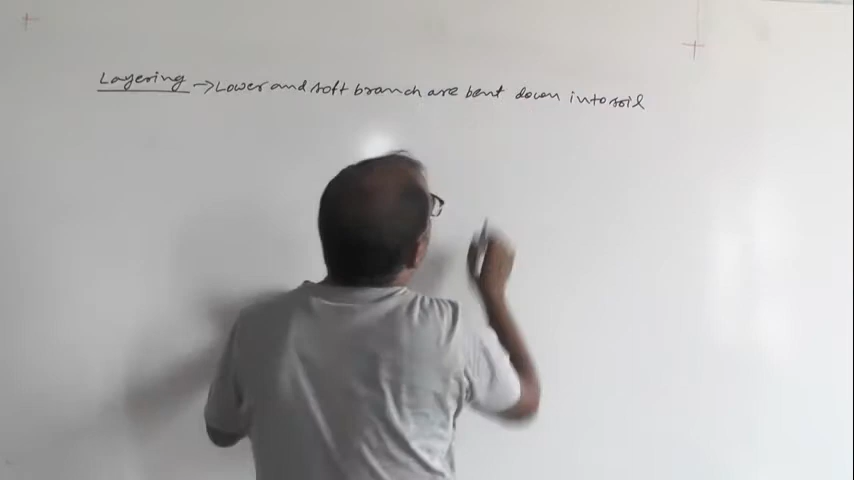 Layering → Lower and soft branch are bent down into soil